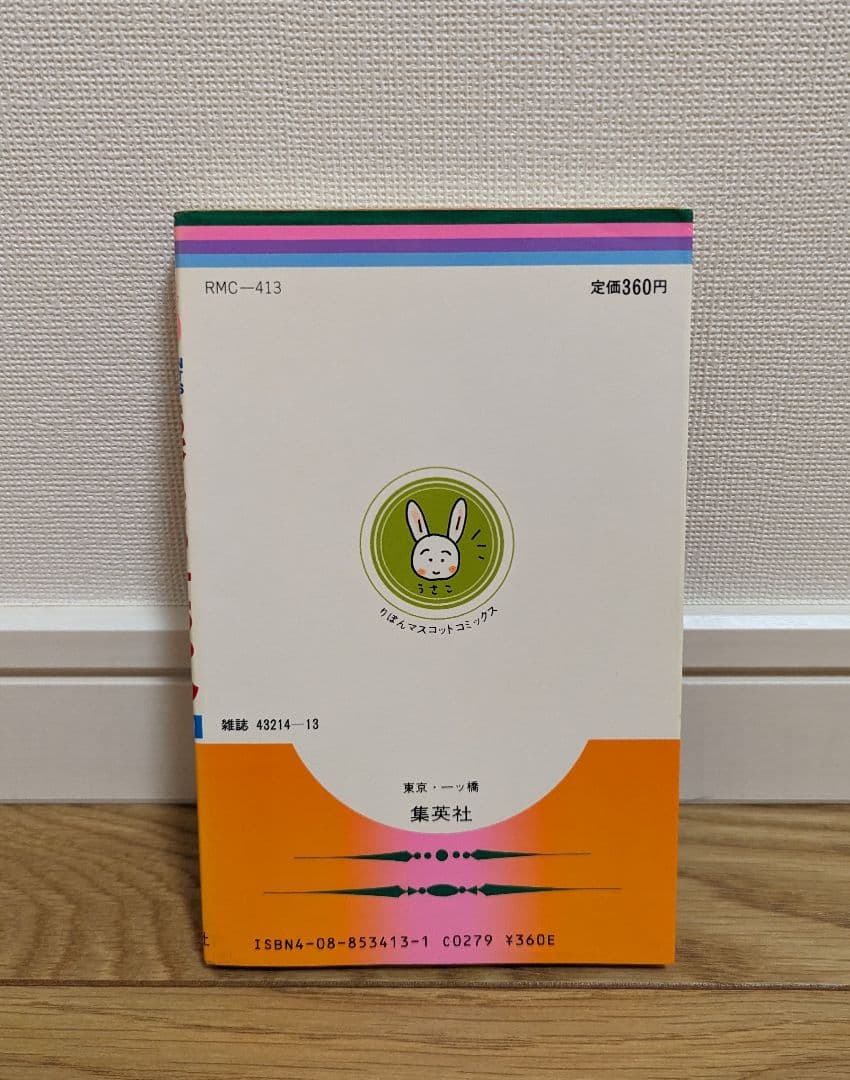 RMC—413
定価360円
うさこ
りぼんマスコットコミックス
雑誌 43214—13
東京・一ツ橋
集英社
ISBN4-08-853413-1 C0279 ¥360E